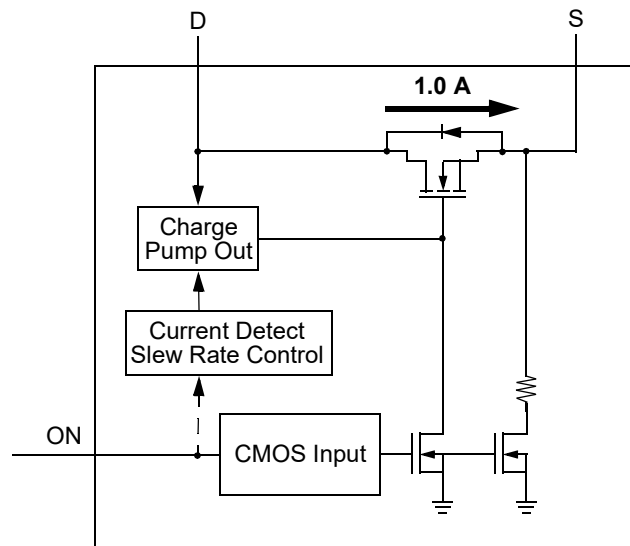 D
S
1.0 A
Charge
Pump Out
Current Detect
Slew Rate Control
ON
CMOS Input